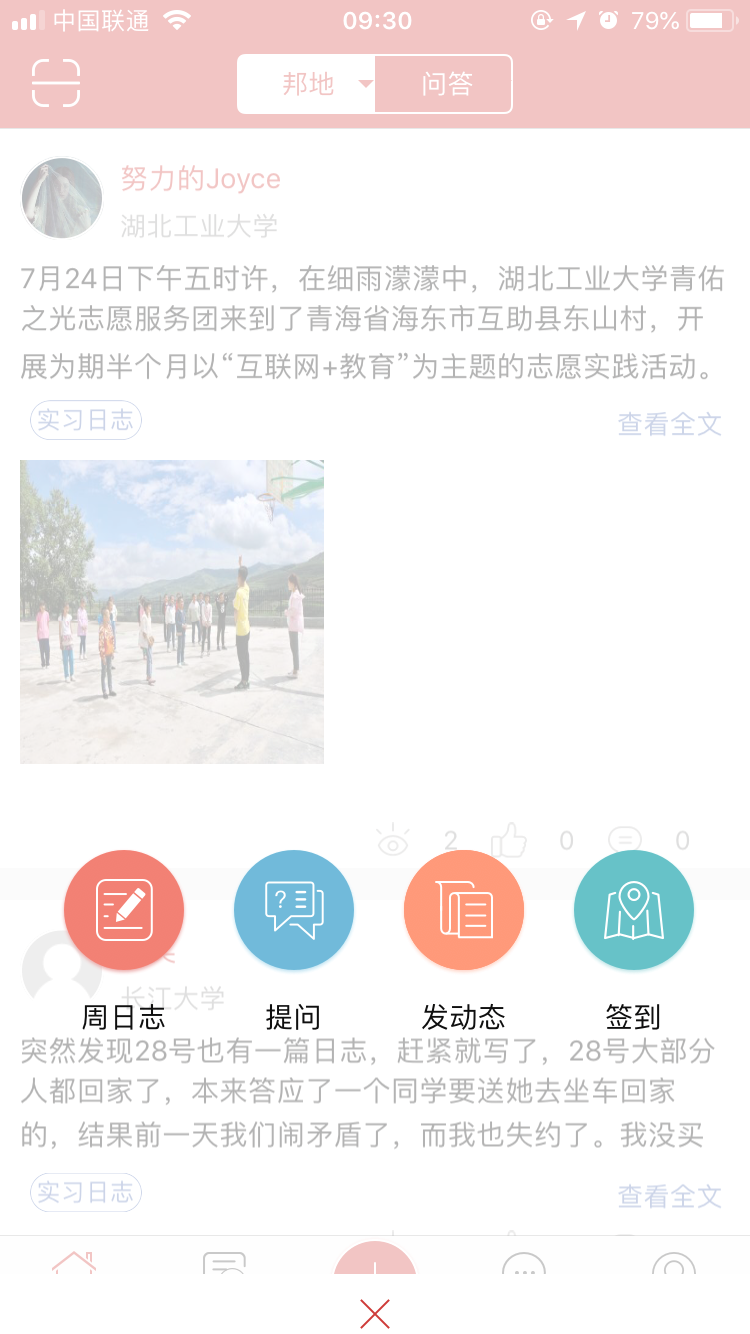 中国联通 09:30 79%
邦地 问答
努力的Joyce
湖北工业大学
7月24日下午五时许，在细雨濛濛中，湖北工业大学青佑
之光志愿服务团来到了青海省海东市互助县东山村，开
展为期半个月以“互联网+教育”为主题的志愿实践活动。
实习日志 查看全文
2 0 0
长江大学
周日志 提问 发动态 签到
突然发现28号也有一篇日志，赶紧就写了，28号大部分
人都回家了，本来答应了一个同学要送她去坐车回家
的，结果前一天我们闹矛盾了，而我也失约了。我没买
实习日志 查看全文